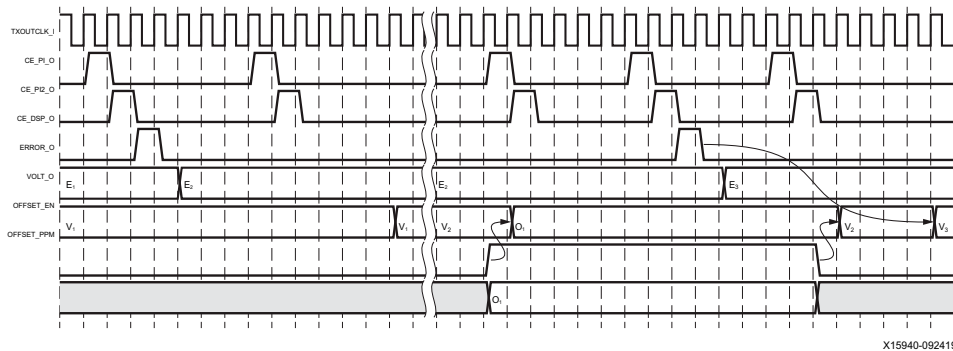 TXOUTCLK_I
CE_PI_O
CE_PI2_O
CE_DSP_O
ERROR_O
VOLT_O
E₁ E₂ E₂ E₃
OFFSET_EN
V₁ V₁ V₂ O₁ V₂ V₃
OFFSET_PPM
O₁
X15940-092419